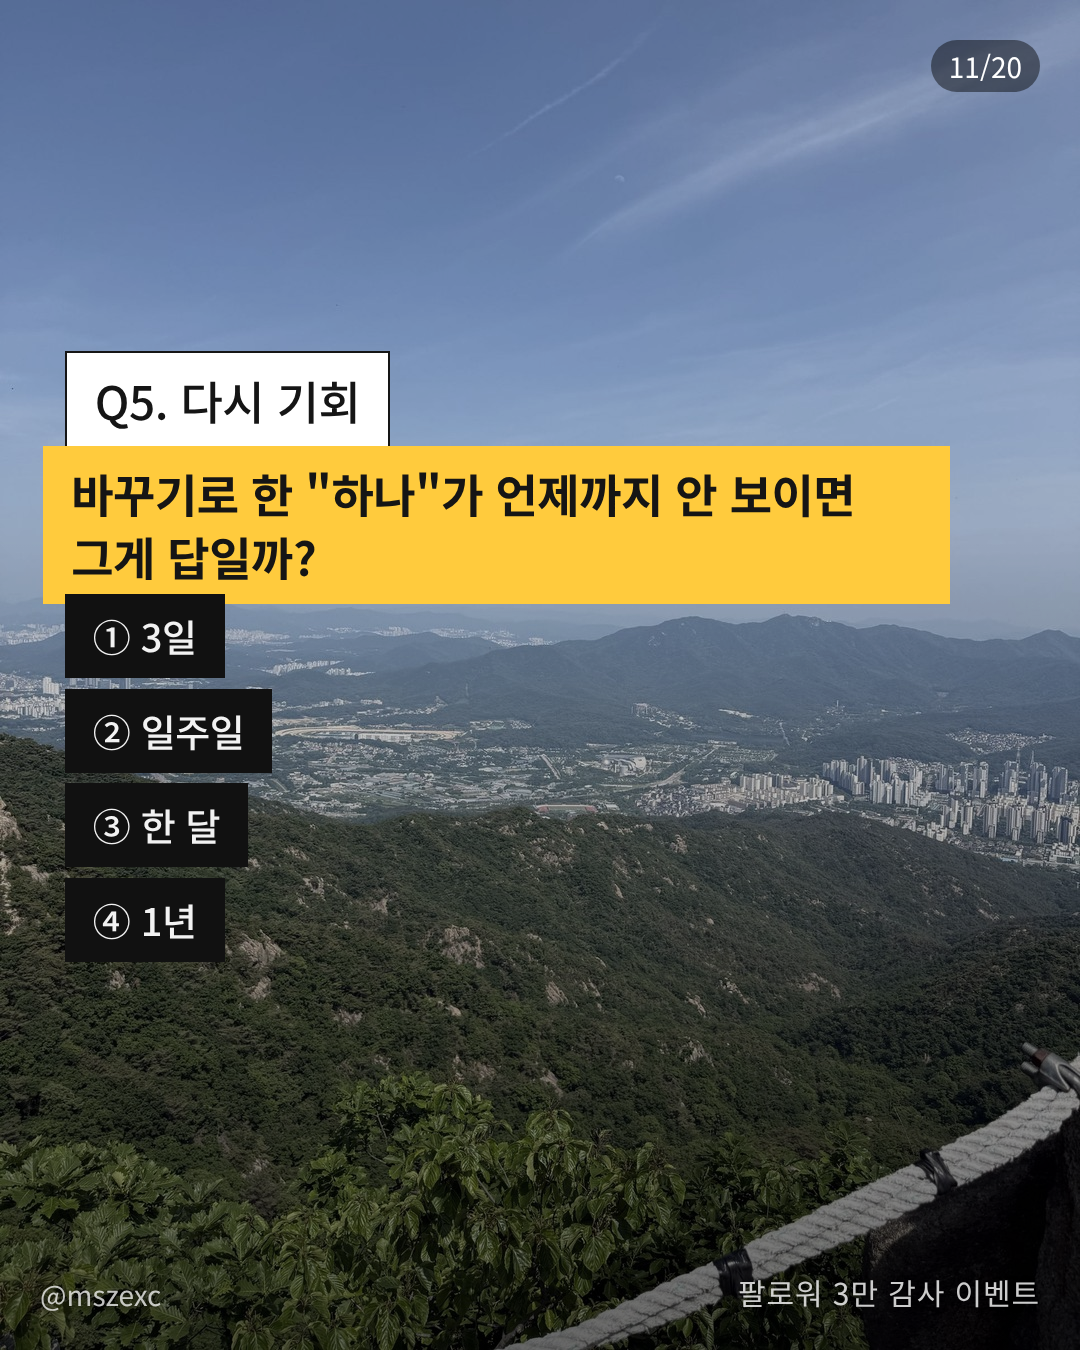 11/20
Q5. 다시 기회
바꾸기로 한 "하나"가 언제까지 안 보이면
그게 답일까?
① 3일
② 일주일
③ 한 달
④ 1년
@mszexc
팔로워 3만 감사 이벤트